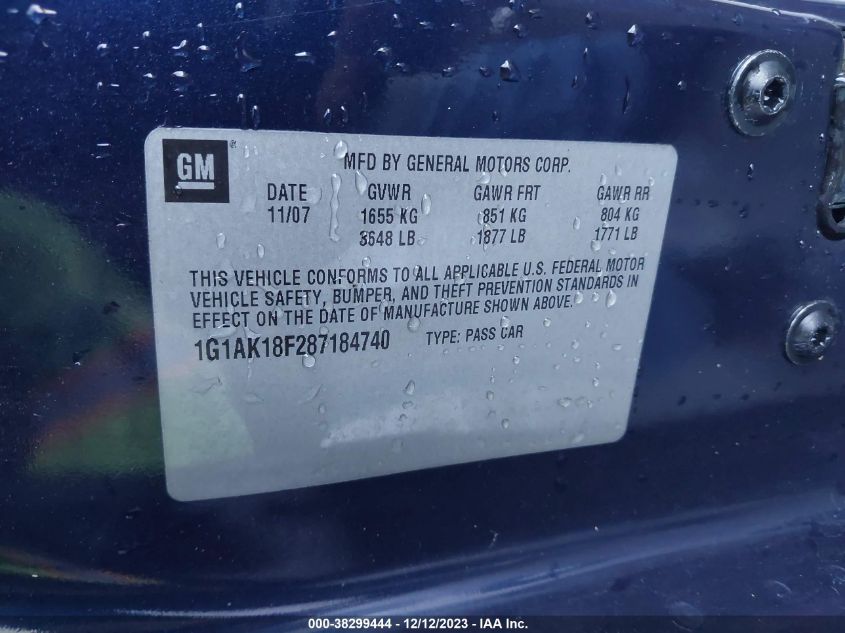 GM
®
MFD BY GENERAL MOTORS CORP.
DATE GVWR GAWR FRT GAWR RR
11/07 1655 KG 851 KG 804 KG
3648 LB 1877 LB 1771 LB
THIS VEHICLE CONFORMS TO ALL APPLICABLE U.S. FEDERAL MOTOR
VEHICLE SAFETY, BUMPER, AND THEFT PREVENTION STANDARDS IN
EFFECT ON THE DATE OF MANUFACTURE SHOWN ABOVE.
1G1AK18F287184740 TYPE: PASS CAR
000-38299444 - 12/12/2023 - IAA Inc.